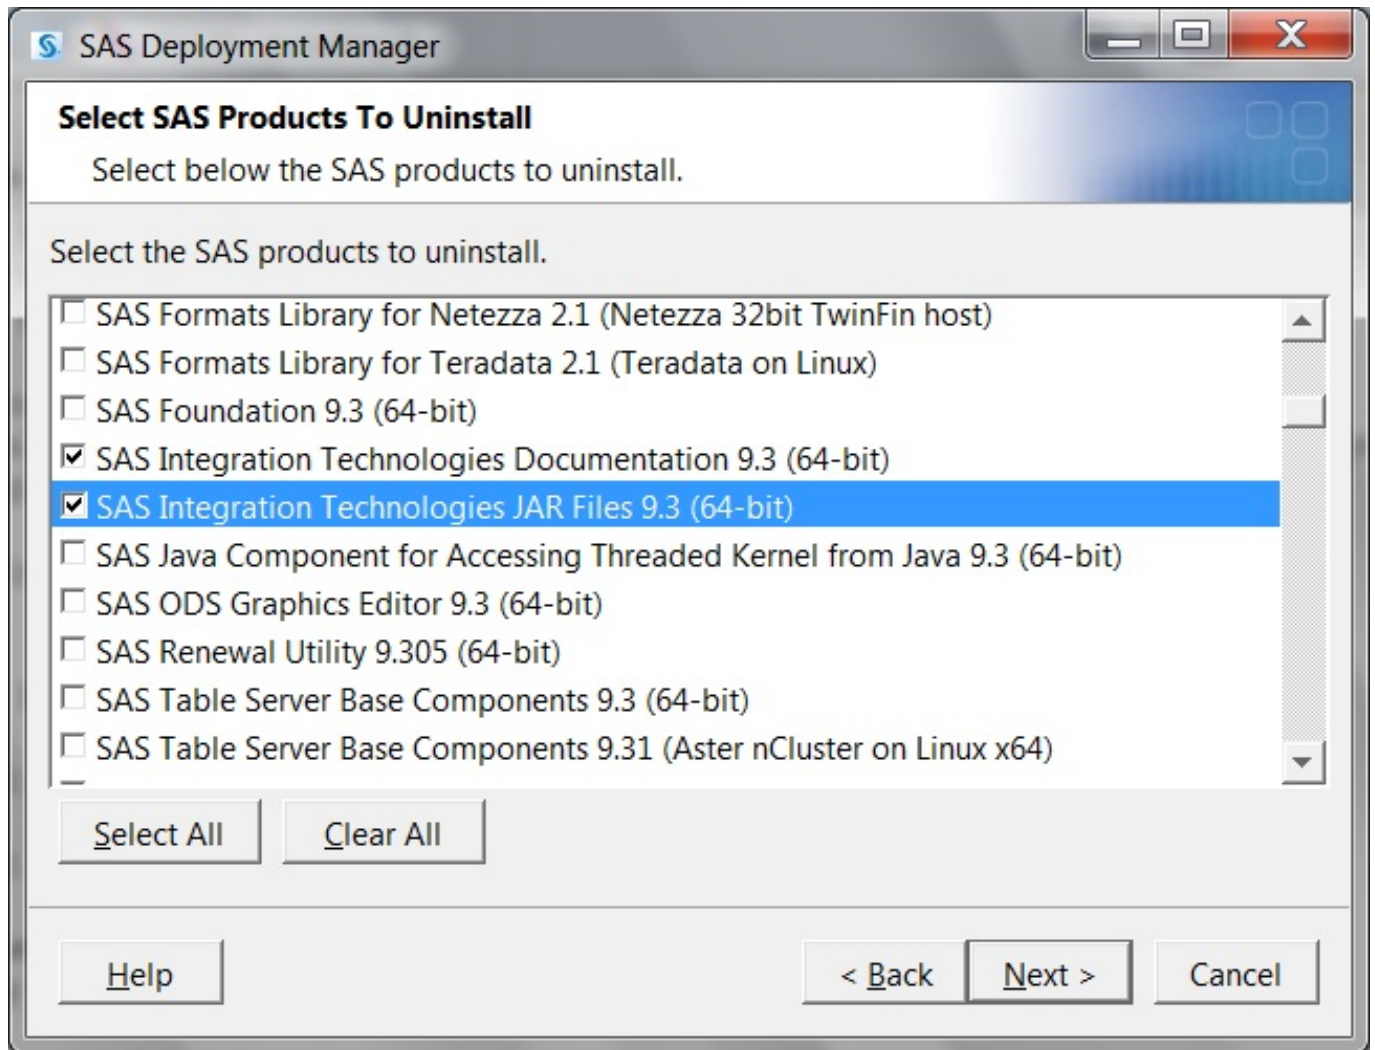 SAS Deployment Manager
Select SAS Products To Uninstall
Select below the SAS products to uninstall.
Select the SAS products to uninstall.
SAS Formats Library for Netezza 2.1 (Netezza 32bit TwinFin host)
SAS Formats Library for Teradata 2.1 (Teradata on Linux)
SAS Foundation 9.3 (64-bit)
SAS Integration Technologies Documentation 9.3 (64-bit)
SAS Integration Technologies JAR Files 9.3 (64-bit)
SAS Java Component for Accessing Threaded Kernel from Java 9.3 (64-bit)
SAS ODS Graphics Editor 9.3 (64-bit)
SAS Renewal Utility 9.305 (64-bit)
SAS Table Server Base Components 9.3 (64-bit)
SAS Table Server Base Components 9.31 (Aster nCluster on Linux x64)
Select All Clear All
Help < Back Next > Cancel